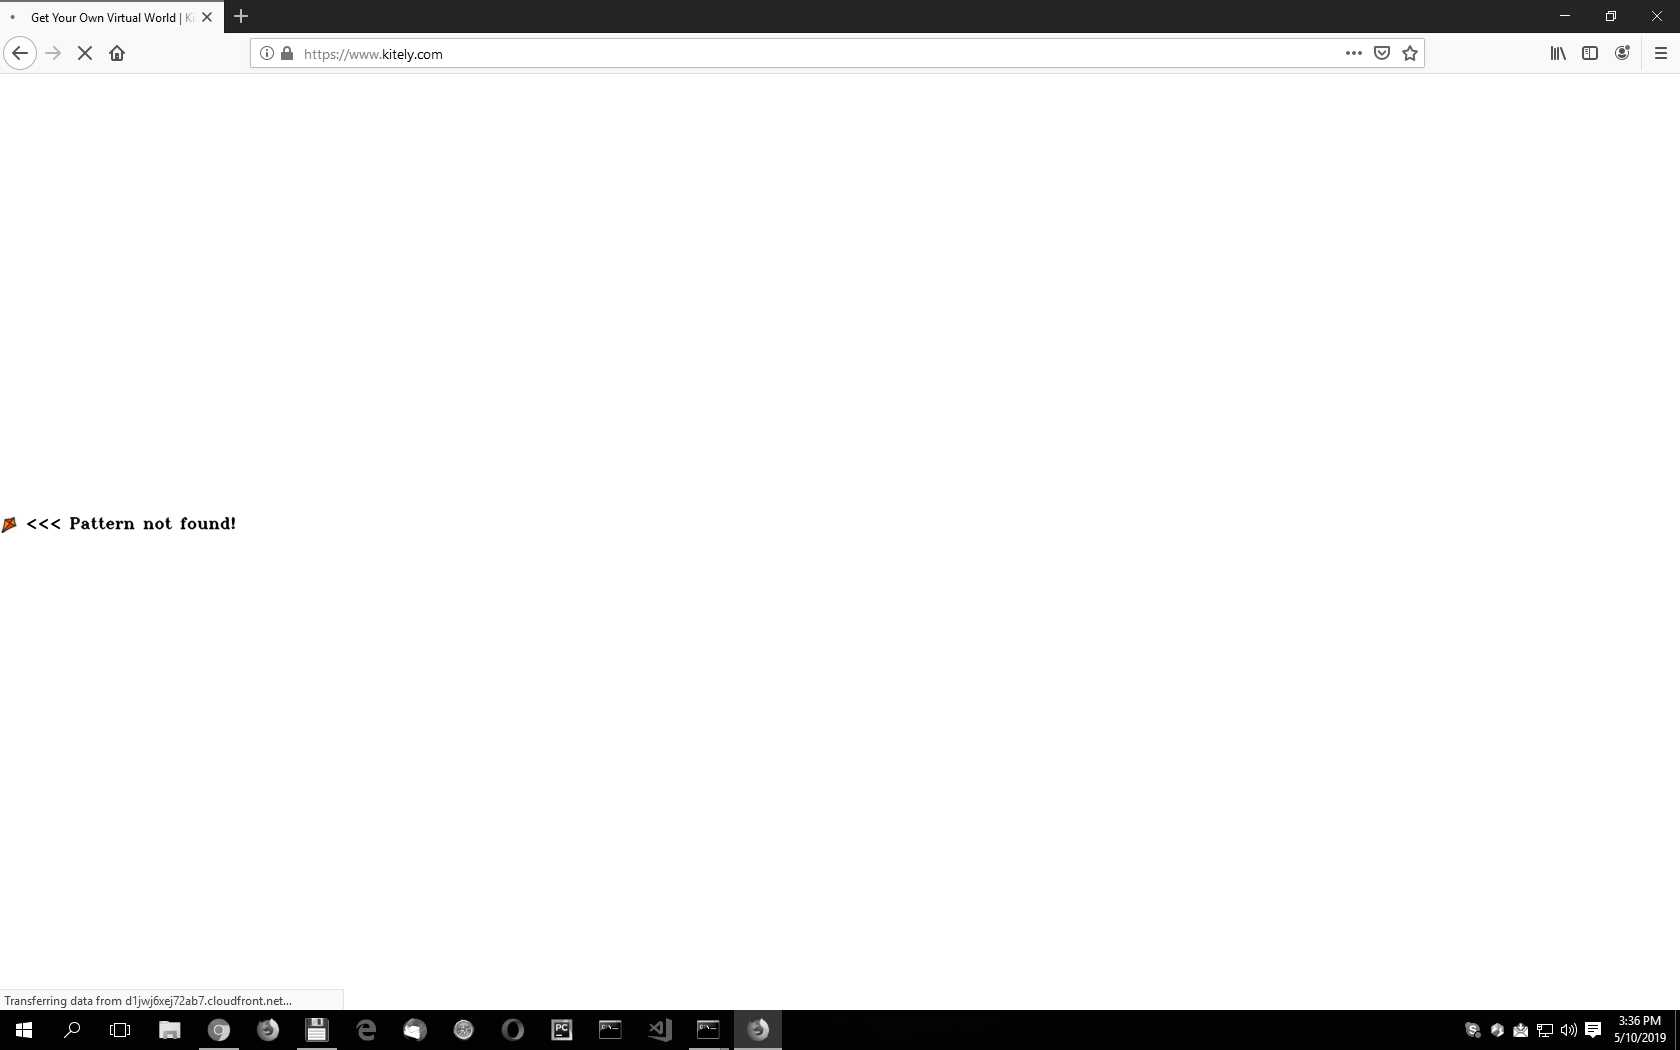 Get Your Own Virtual World | Ki
https://www.kitely.com
<<< Pattern not found!
Transferring data from d1jwj6xej72ab7.cloudfront.net...
PC
C:\
C:\
3:36 PM
5/10/2019